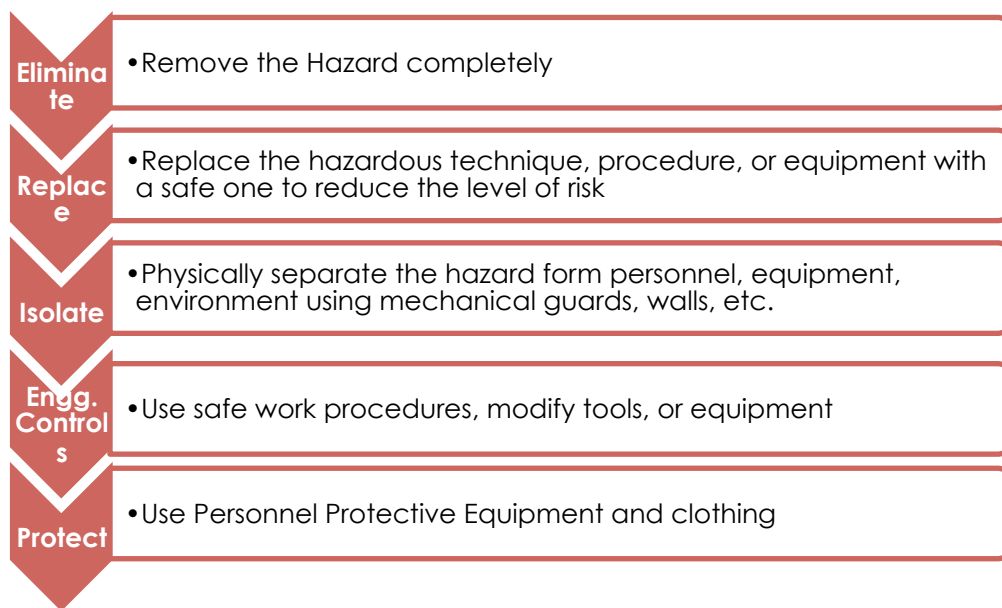 Elimina
te
•Remove the Hazard completely
Replac
e
•Replace the hazardous technique, procedure, or equipment with
a safe one to reduce the level of risk
Isolate
•Physically separate the hazard form personnel, equipment,
environment using mechanical guards, walls, etc.
Engg.
Control
s
•Use safe work procedures, modify tools, or equipment
Protect
•Use Personnel Protective Equipment and clothing